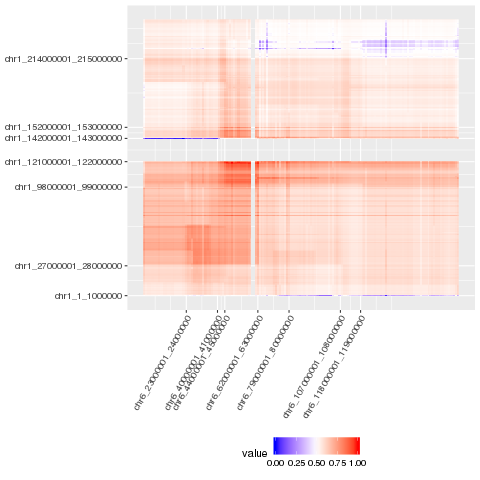 chr1_214000001_215000000
chr1_152000001_153000000
chr1_142000001_143000000
chr1_121000001_122000000
chr1_98000001_99000000
chr1_27000001_28000000
chr1_1_1000000
chr6_23000001_24000000
chr6_40000001_41000000
chr6_44000001_45000000
chr6_62000001_63000000
chr6_79000001_80000000
chr6_107000001_108000000
chr6_118000001_119000000
value
0.00 0.25 0.50 0.75 1.00